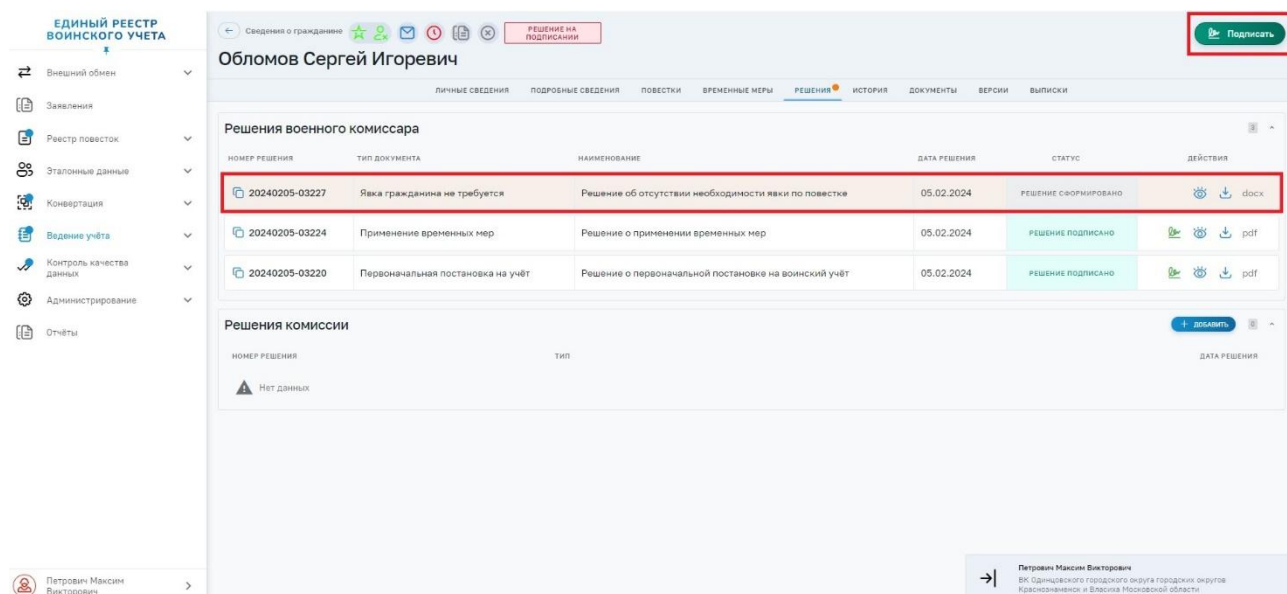 ЕДИНЫЙ РЕЕСТР
ВОИНСКОГО УЧЕТА
Внешний обмен
Заявления
Реестр повесток
Эталонные данные
Конвертация
Ведение учёта
Контроль качества
данных
Администрирование
Отчёты
Петрович Максим
Викторович
Сведения о гражданине
РЕШЕНИЕ НА
ПОДПИСАНИИ
Подписать
Обломов Сергей Игоревич
ЛИЧНЫЕ СВЕДЕНИЯ ПОДРОБНЫЕ СВЕДЕНИЯ ПОВЕСТКИ ВРЕМЕННЫЕ МЕРЫ РЕШЕНИЯ ИСТОРИЯ ДОКУМЕНТЫ ВЕРСИИ ВЫПИСКИ
Решения военного комиссара 3
НОМЕР РЕШЕНИЯ ТИП ДОКУМЕНТА НАИМЕНОВАНИЕ ДАТА РЕШЕНИЯ СТАТУС ДЕЙСТВИЯ
20240205-03227 Явка гражданина не требуется Решение об отсутствии необходимости явки по повестке 05.02.2024 РЕШЕНИЕ СФОРМИРОВАНО docx
20240205-03224 Применение временных мер Решение о применении временных мер 05.02.2024 РЕШЕНИЕ ПОДПИСАНО pdf
20240205-03220 Первоначальная постановка на учёт Решение о первоначальной постановке на воинский учёт 05.02.2024 РЕШЕНИЕ ПОДПИСАНО pdf
Решения комиссии + ДОБАВИТЬ 0
НОМЕР РЕШЕНИЯ ТИП ДАТА РЕШЕНИЯ
Нет данных
Петрович Максим Викторович
ВК Одинцовского городского округа городских округов
Краснознаменск и Власиха Московской области